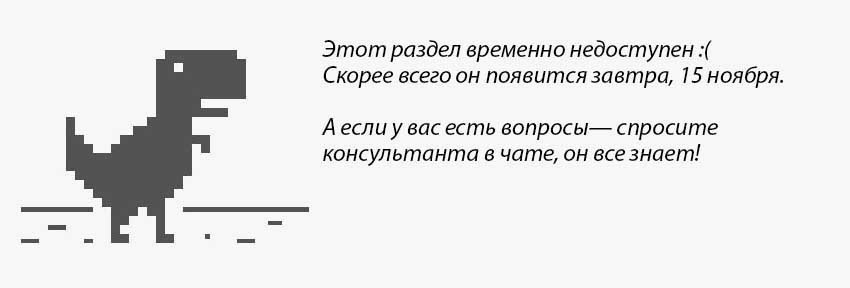 Этот раздел временно недоступен :(
Скорее всего он появится завтра, 15 ноября.
А если у вас есть вопросы— спросите
консультанта в чате, он все знает!